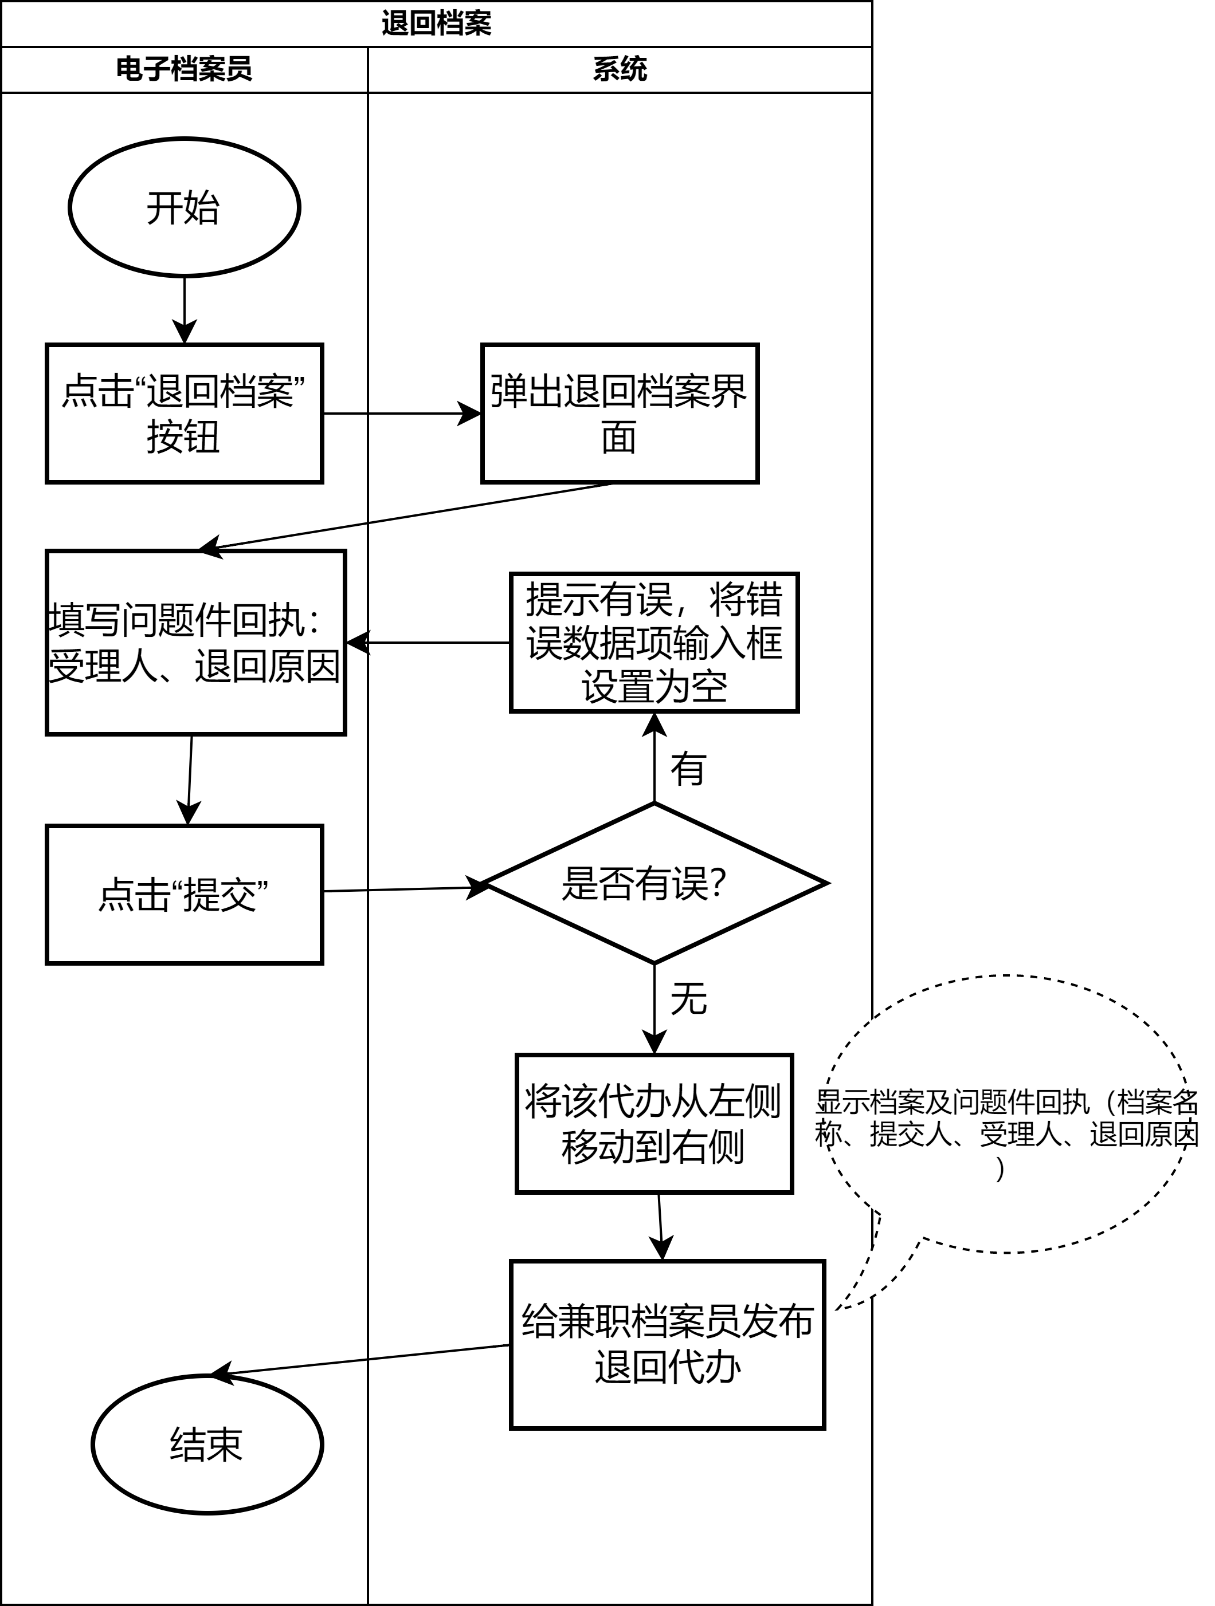 退回档案
电子档案员
系统
开始
点击“退回档案”
按钮
弹出退回档案界
面
填写问题件回执：
受理人、退回原因
提示有误，将错
误数据项输入框
设置为空
有
点击“提交”
是否有误？
无
将该代办从左侧
移动到右侧
显示档案及问题件回执（档案名
称、提交人、受理人、退回原因
）
给兼职档案员发布
退回代办
结束